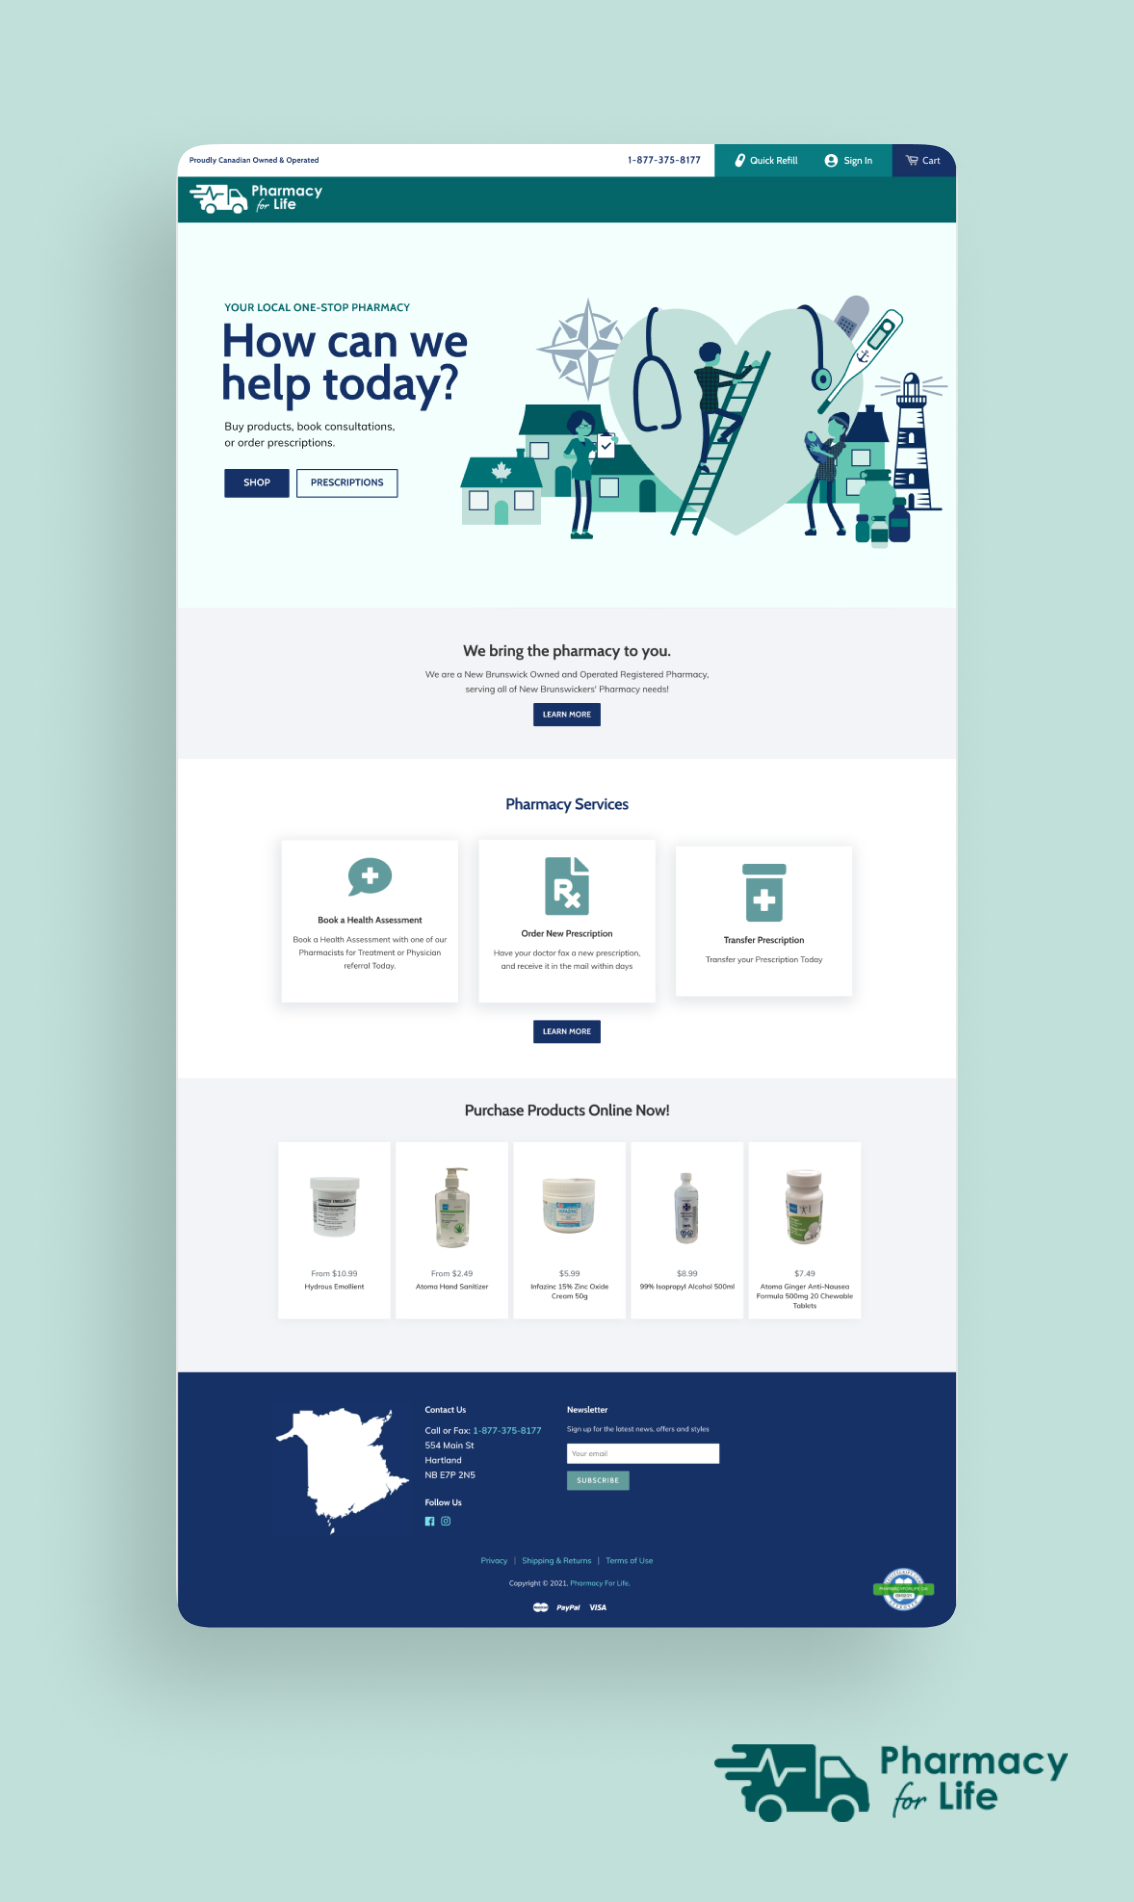 Proudly Canadian Owned & Operated
1-877-375-8177
Quick Refill
Sign In
Cart
Pharmacy
for Life
YOUR LOCAL ONE-STOP PHARMACY
How can we
help today?
Buy products, book consultations,
or order prescriptions.
SHOP
PRESCRIPTIONS
We bring the pharmacy to you.
We are a New Brunswick Owned and Operated Registered Pharmacy,
serving all of New Brunswickers' Pharmacy needs!
LEARN MORE
Pharmacy Services
Book a Health Assessment
Book a Health Assessment with one of our
Pharmacists for Treatment or Physician
referral Today.
Rx
Order New Prescription
Have your doctor fax a new prescription,
and receive it in the mail within days
Transfer Prescription
Transfer your Prescription Today
LEARN MORE
Purchase Products Online Now!
From $10.99
Hydrous Emollient
From $2.49
Atoma Hand Sanitizer
$5.99
Infazinc 15% Zinc Oxide
Cream 50g
$8.99
99% Isopropyl Alcohol 500ml
$7.49
Atoma Ginger Anti-Nausea
Formula 500mg 20 Chewable
Tablets
Contact Us
Call or Fax: 1-877-375-8177
554 Main St
Hartland
NB E7P 2N5
Follow Us
Newsletter
Sign up for the latest news, offers and styles
Your email
SUBSCRIBE
Privacy | Shipping & Returns | Terms of Use
Copyright © 2021, Pharmacy For Life.
PayPal
VISA
Pharmacy
for Life